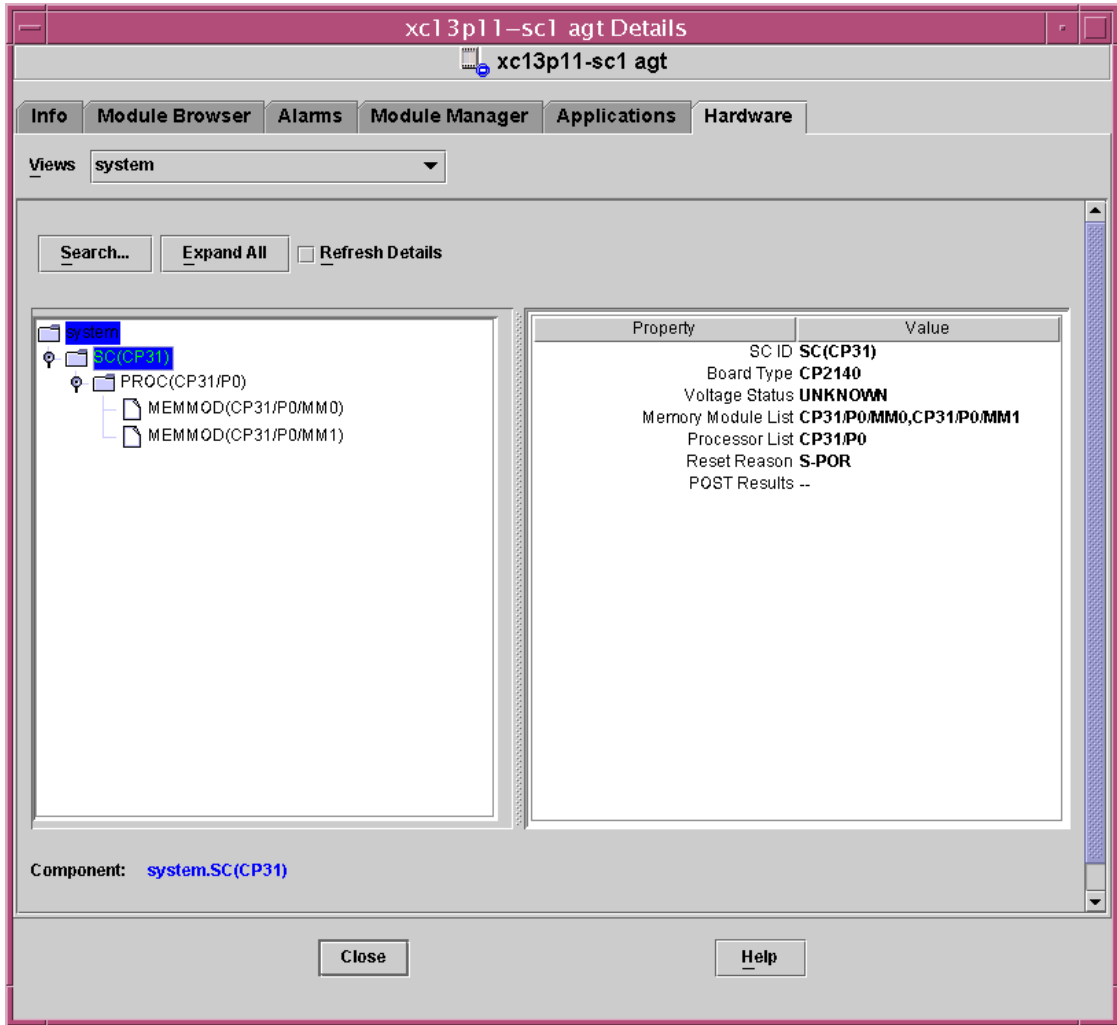 xc13p11-sc1 agt Details
xc13p11-sc1 agt
Info Module Browser Alarms Module Manager Applications Hardware
Views system
Search... Expand All Refresh Details
system
SC(CP31)
PROC(CP31/P0)
MEMMOD(CP31/P0/MM0)
MEMMOD(CP31/P0/MM1)
Property Value
SC ID SC(CP31)
Board Type CP2140
Voltage Status UNKNOWN
Memory Module List CP31/P0/MM0,CP31/P0/MM1
Processor List CP31/P0
Reset Reason S-POR
POST Results --
Component: system.SC(CP31)
Close Help